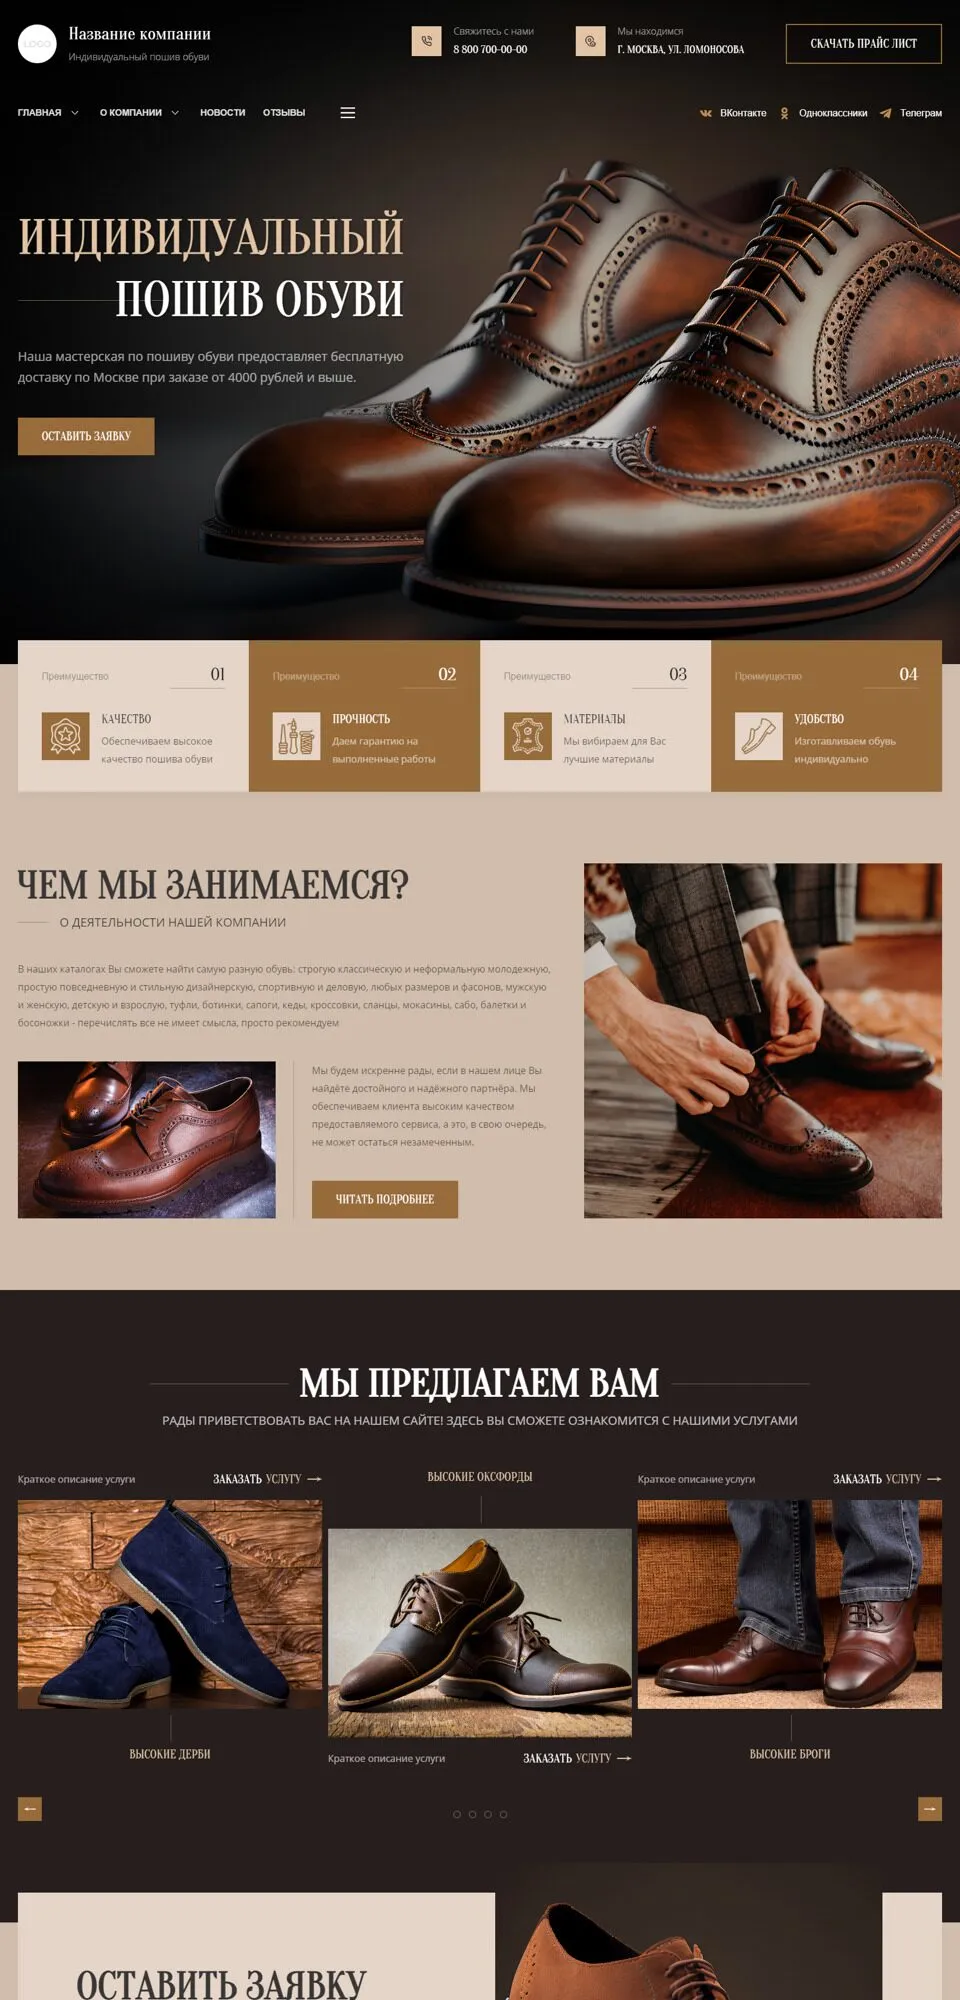 LOGO
Название компании
Индивидуальный пошив обуви
Свяжитесь с нами
8 800 700-00-00
Мы находимся
Г. МОСКВА, УЛ. ЛОМОНОСОВА
СКАЧАТЬ ПРАЙС ЛИСТ
ГЛАВНАЯ
О КОМПАНИИ
НОВОСТИ
ОТЗЫВЫ
ВКонтакте
Одноклассники
Телеграм
ИНДИВИДУАЛЬНЫЙ
ПОШИВ ОБУВИ
Наша мастерская по пошиву обуви предоставляет бесплатную
доставку по Москве при заказе от 4000 рублей и выше.
ОСТАВИТЬ ЗАЯВКУ
Преимущество
01
КАЧЕСТВО
Обеспечиваем высокое
качество пошива обуви
Преимущество
02
ПРОЧНОСТЬ
Даем гарантию на
выполненные работы
Преимущество
03
МАТЕРИАЛЫ
Мы вибираем для Вас
лучшие материалы
Преимущество
04
УДОБСТВО
Изготавливаем обувь
индивидуально
ЧЕМ МЫ ЗАНИМАЕМСЯ?
О ДЕЯТЕЛЬНОСТИ НАШЕЙ КОМПАНИИ
В наших каталогах Вы сможете найти самую разную обувь: строгую классическую и неформальную молодежную,
простую повседневную и стильную дизайнерскую, спортивную и деловую, любых размеров и фасонов, мужскую
и женскую, детскую и взрослую, туфли, ботинки, сапоги, кеды, кроссовки, сланцы, мокасины, сабо, балетки и
босоножки - перечислять все не имеет смысла, просто рекомендуем
Мы будем искренне рады, если в нашем лице Вы
найдёте достойного и надёжного партнёра. Мы
обеспечиваем клиента высоким качеством
предоставляемого сервиса, а это, в свою очередь,
не может остаться незамеченным.
ЧИТАТЬ ПОДРОБНЕЕ
МЫ ПРЕДЛАГАЕМ ВАМ
РАДЫ ПРИВЕТСТВОВАТЬ ВАС НА НАШЕМ САЙТЕ! ЗДЕСЬ ВЫ СМОЖЕТЕ ОЗНАКОМИТСЯ С НАШИМИ УСЛУГАМИ
Краткое описание услуги
ЗАКАЗАТЬ УСЛУГУ
ВЫСОКИЕ ДЕРБИ
ВЫСОКИЕ ОКСФОРДЫ
Краткое описание услуги
ЗАКАЗАТЬ УСЛУГУ
Краткое описание услуги
ЗАКАЗАТЬ УСЛУГУ
ВЫСОКИЕ БРОГИ
ОСТАВИТЬ ЗАЯВКУ